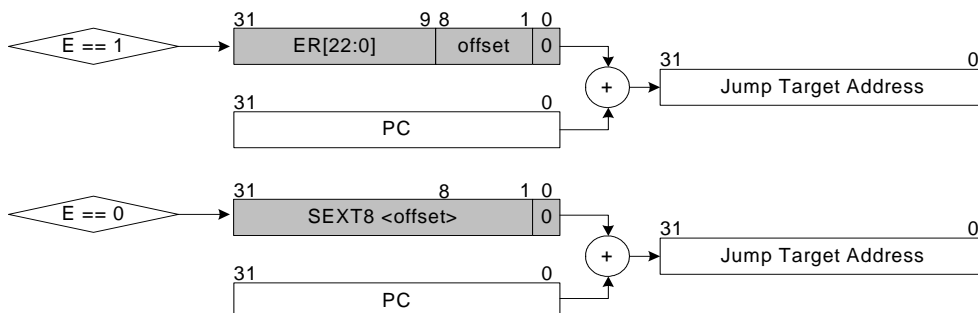 31 9 8 1 0
E == 1 ER[22:0] offset 0
31 0
+ Jump Target Address
31 0
PC
31 8 1 0
E == 0 SEXT8 <offset> 0
31 0
+ Jump Target Address
31 0
PC